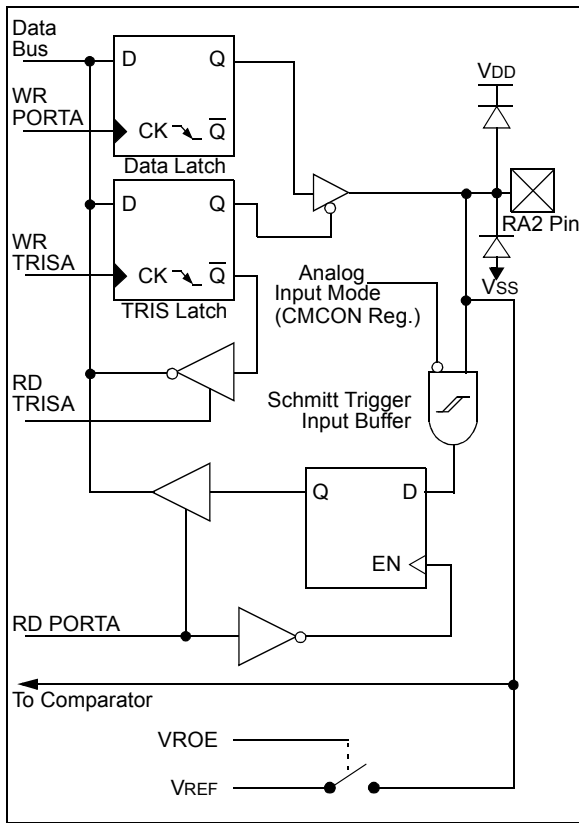 Data
Bus
D
Q
VDD
WR
PORTA
CK
Q
Data Latch
D
Q
RA2 Pin
WR
TRISA
CK
Q
VSS
TRIS Latch
Analog
Input Mode
(CMCON Reg.)
RD
TRISA
Schmitt Trigger
Input Buffer
Q
D
EN
RD PORTA
To Comparator
VROE
VREF